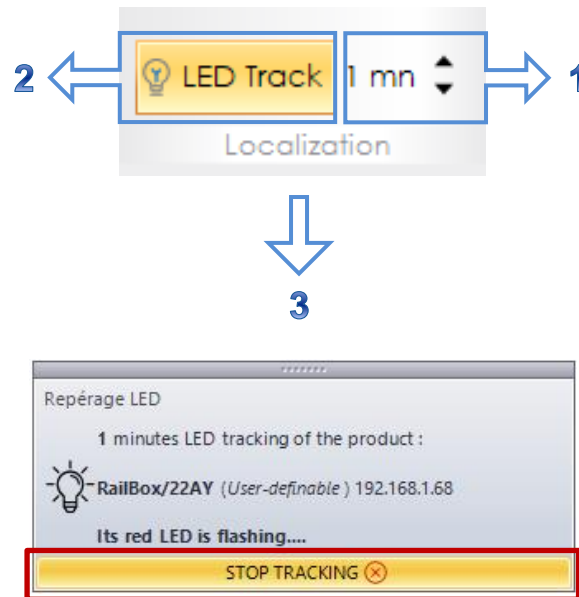 2 LED Track 1 mn 1
Localization
3
Repérage LED
1 minutes LED tracking of the product :
RailBox/22AY (User-definable ) 192.168.1.68
Its red LED is flashing....
STOP TRACKING